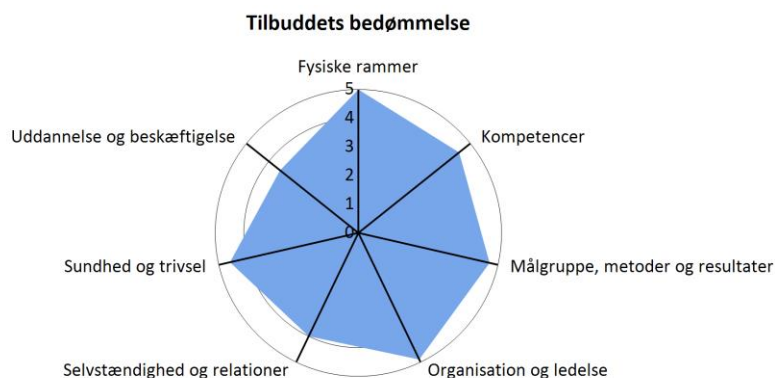 Tilbuddets bedømmelse
Fysiske rammer
5
4
3
2
1
0
Kompetencer
Målgruppe, metoder og resultater
Organisation og ledelse
Selvstændighed og relationer
Sundhed og trivsel
Uddannelse og beskæftigelse